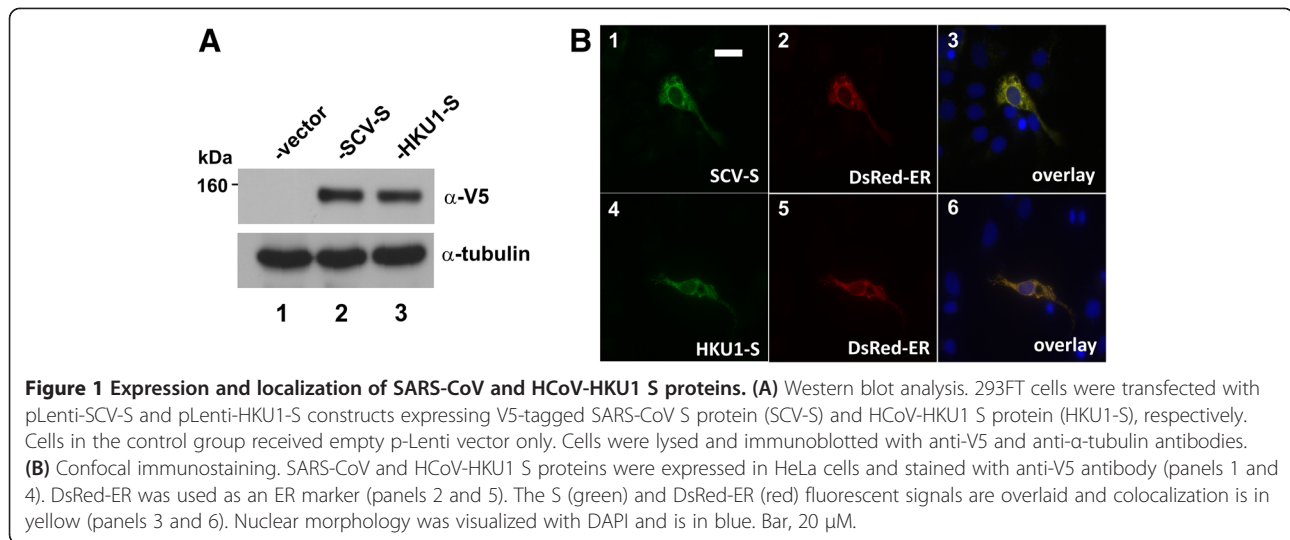 A
-vector
-SCV-S
-HKU1-S
kDa
160
α-V5
α-tubulin
1
2
3
B
1
2
3
SCV-S
DsRed-ER
overlay
4
5
6
HKU1-S
DsRed-ER
overlay
Figure 1 Expression and localization of SARS-CoV and HCoV-HKU1 S proteins. (A) Western blot analysis. 293FT cells were transfected with
pLenti-SCV-S and pLenti-HKU1-S constructs expressing V5-tagged SARS-CoV S protein (SCV-S) and HCoV-HKU1 S protein (HKU1-S), respectively.
Cells in the control group received empty p-Lenti vector only. Cells were lysed and immunoblotted with anti-V5 and anti-α-tubulin antibodies.
(B) Confocal immunostaining. SARS-CoV and HCoV-HKU1 S proteins were expressed in HeLa cells and stained with anti-V5 antibody (panels 1 and
4). DsRed-ER was used as an ER marker (panels 2 and 5). The S (green) and DsRed-ER (red) fluorescent signals are overlaid and colocalization is in
yellow (panels 3 and 6). Nuclear morphology was visualized with DAPI and is in blue. Bar, 20 μM.